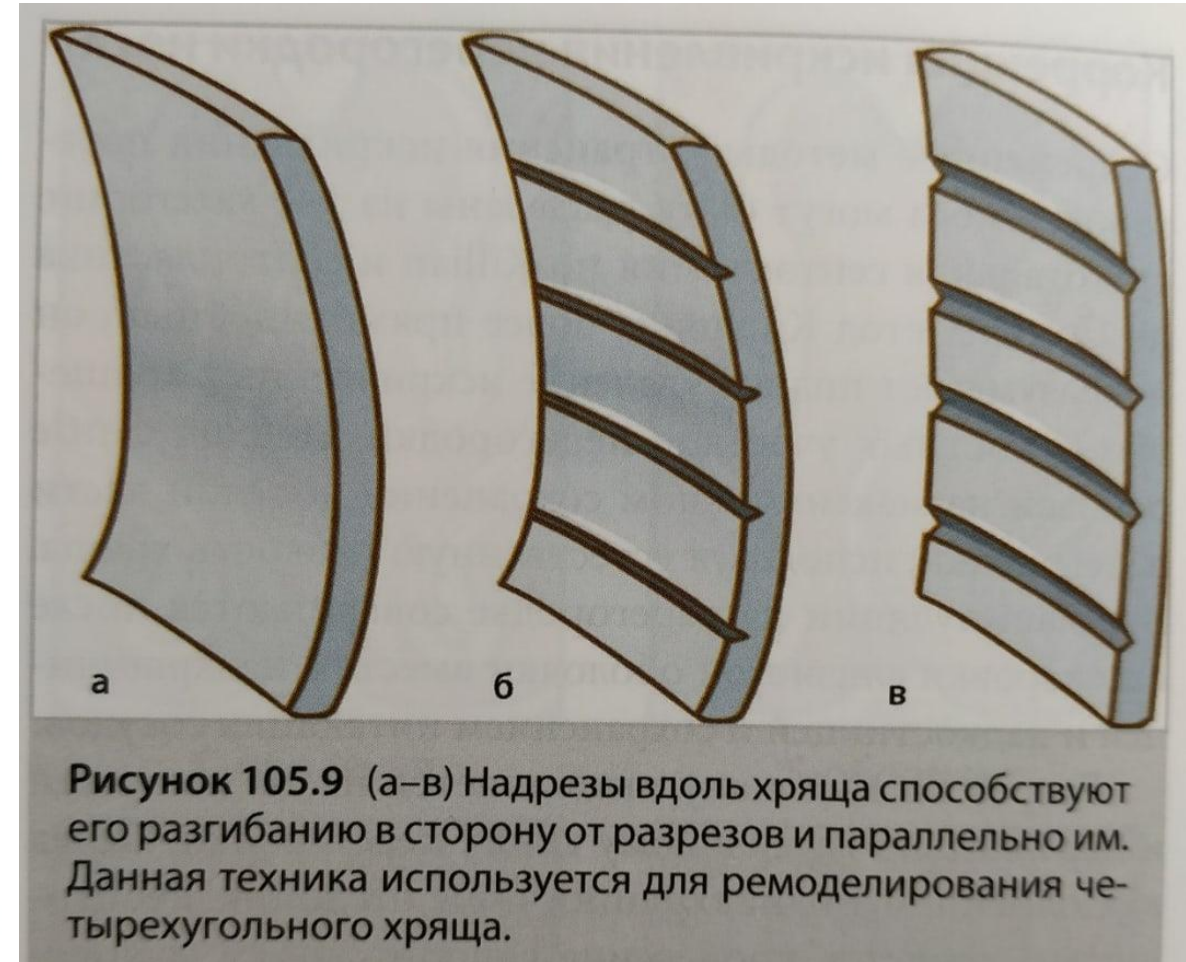 а
б
в
Рисунок 105.9 (а–в) Надрезы вдоль хряща способствуют
его разгибанию в сторону от разрезов и параллельно им.
Данная техника используется для ремоделирования че-
тырехугольного хряща.